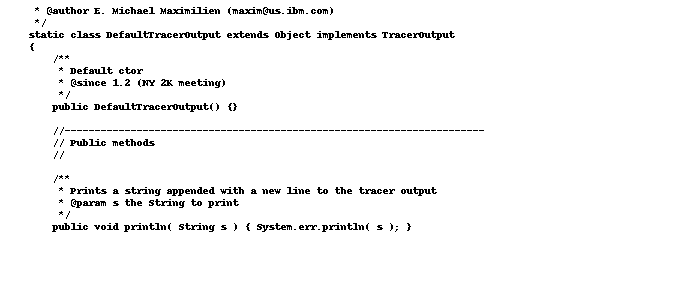 * @author E. Michael Maximilien (maxim@us.ibm.com)
*/
static class DefaultTracerOutput extends Object implements TracerOutput
{
/**
* Default ctor
* @since 1.2 (NY 2K meeting)
*/
public DefaultTracerOutput() {}
//----------------------------------------------------------------------
// Public methods
//
/**
* Prints a string appended with a new line to the tracer output
* @param s the String to print
*/
public void println( String s ) { System.err.println( s ); }